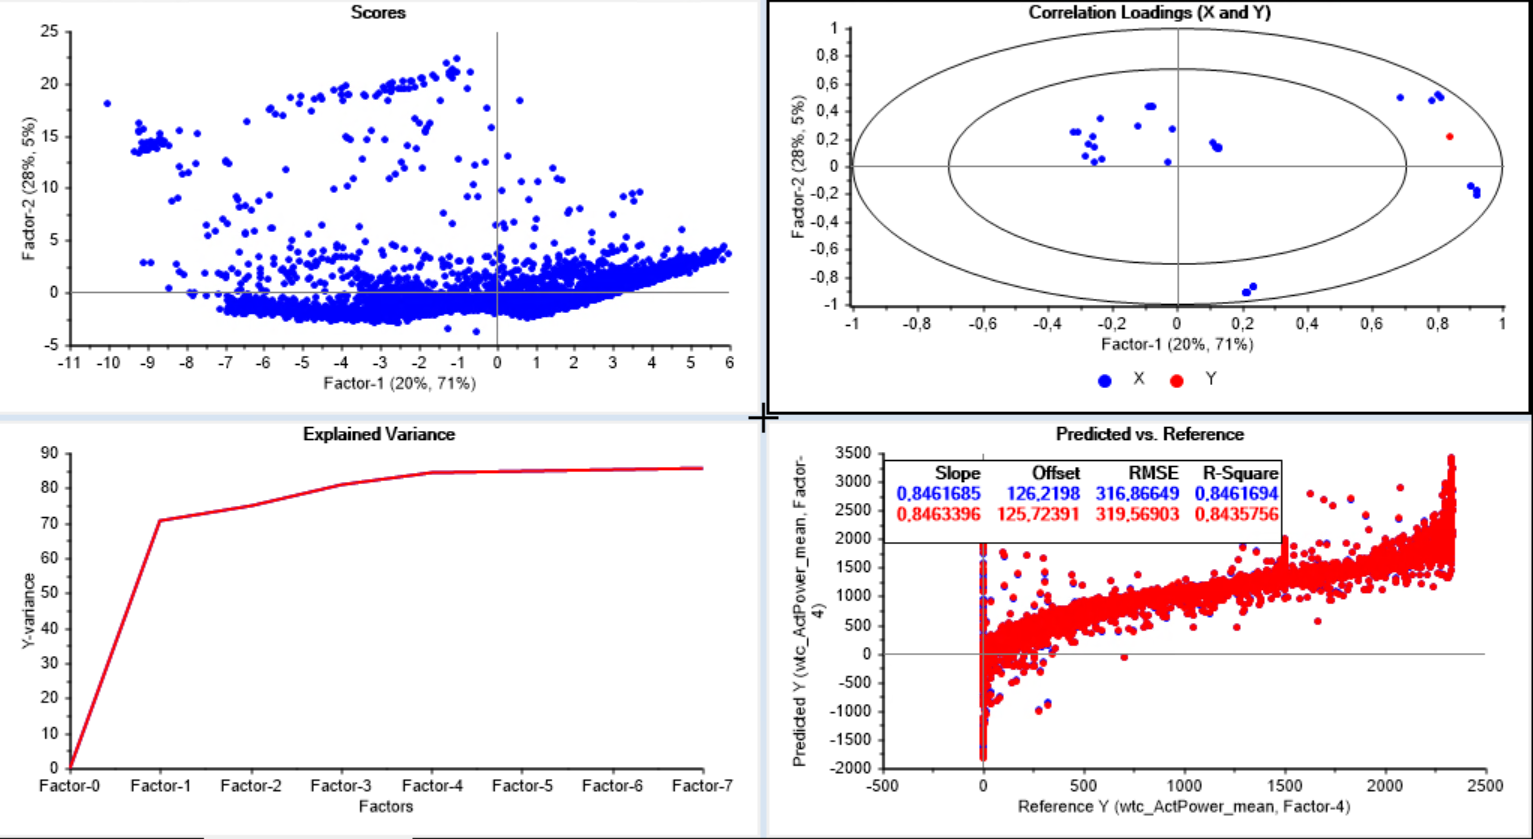 Scores
25
20
15
10
5
0
-5
Factor-2 (28%, 5%)
-11 -10 -9 -8 -7 -6 -5 -4 -3 -2 -1 0 1 2 3 4 5 6
Factor-1 (20%, 71%)
Correlation Loadings (X and Y)
1
0,8
0,6
0,4
0,2
0
-0,2
-0,4
-0,6
-0,8
-1
Factor-2 (28%, 5%)
-1 -0,8 -0,6 -0,4 -0,2 0 0,2 0,4 0,6 0,8 1
Factor-1 (20%, 71%)
X Y
Explained Variance
90
80
70
60
50
40
30
20
10
0
Y-variance
Factor-0 Factor-1 Factor-2 Factor-3 Factor-4 Factor-5 Factor-6 Factor-7
Factors
Predicted vs. Reference
3500
3000
2500
2000
1500
1000
500
0
-500
-1000
-1500
-2000
Predicted Y (wtc_ActPower_mean, Factor-
4)
Slope Offset RMSE R-Square
0,8461685 126,2198 316,86649 0,8461694
0,8463396 125,72391 319,56903 0,8435756
-500 0 500 1000 1500 2000 2500
Reference Y (wtc_ActPower_mean, Factor-4)